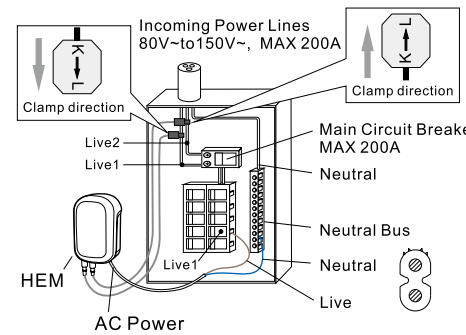 Incoming Power Lines
80V~to150V~, MAX 200A
K
L
Clamp direction
L
K
Clamp direction
Live2
Live1
Main Circuit Breake
MAX 200A
Neutral
Neutral Bus
Live1
Neutral
HEM
Live
AC Power